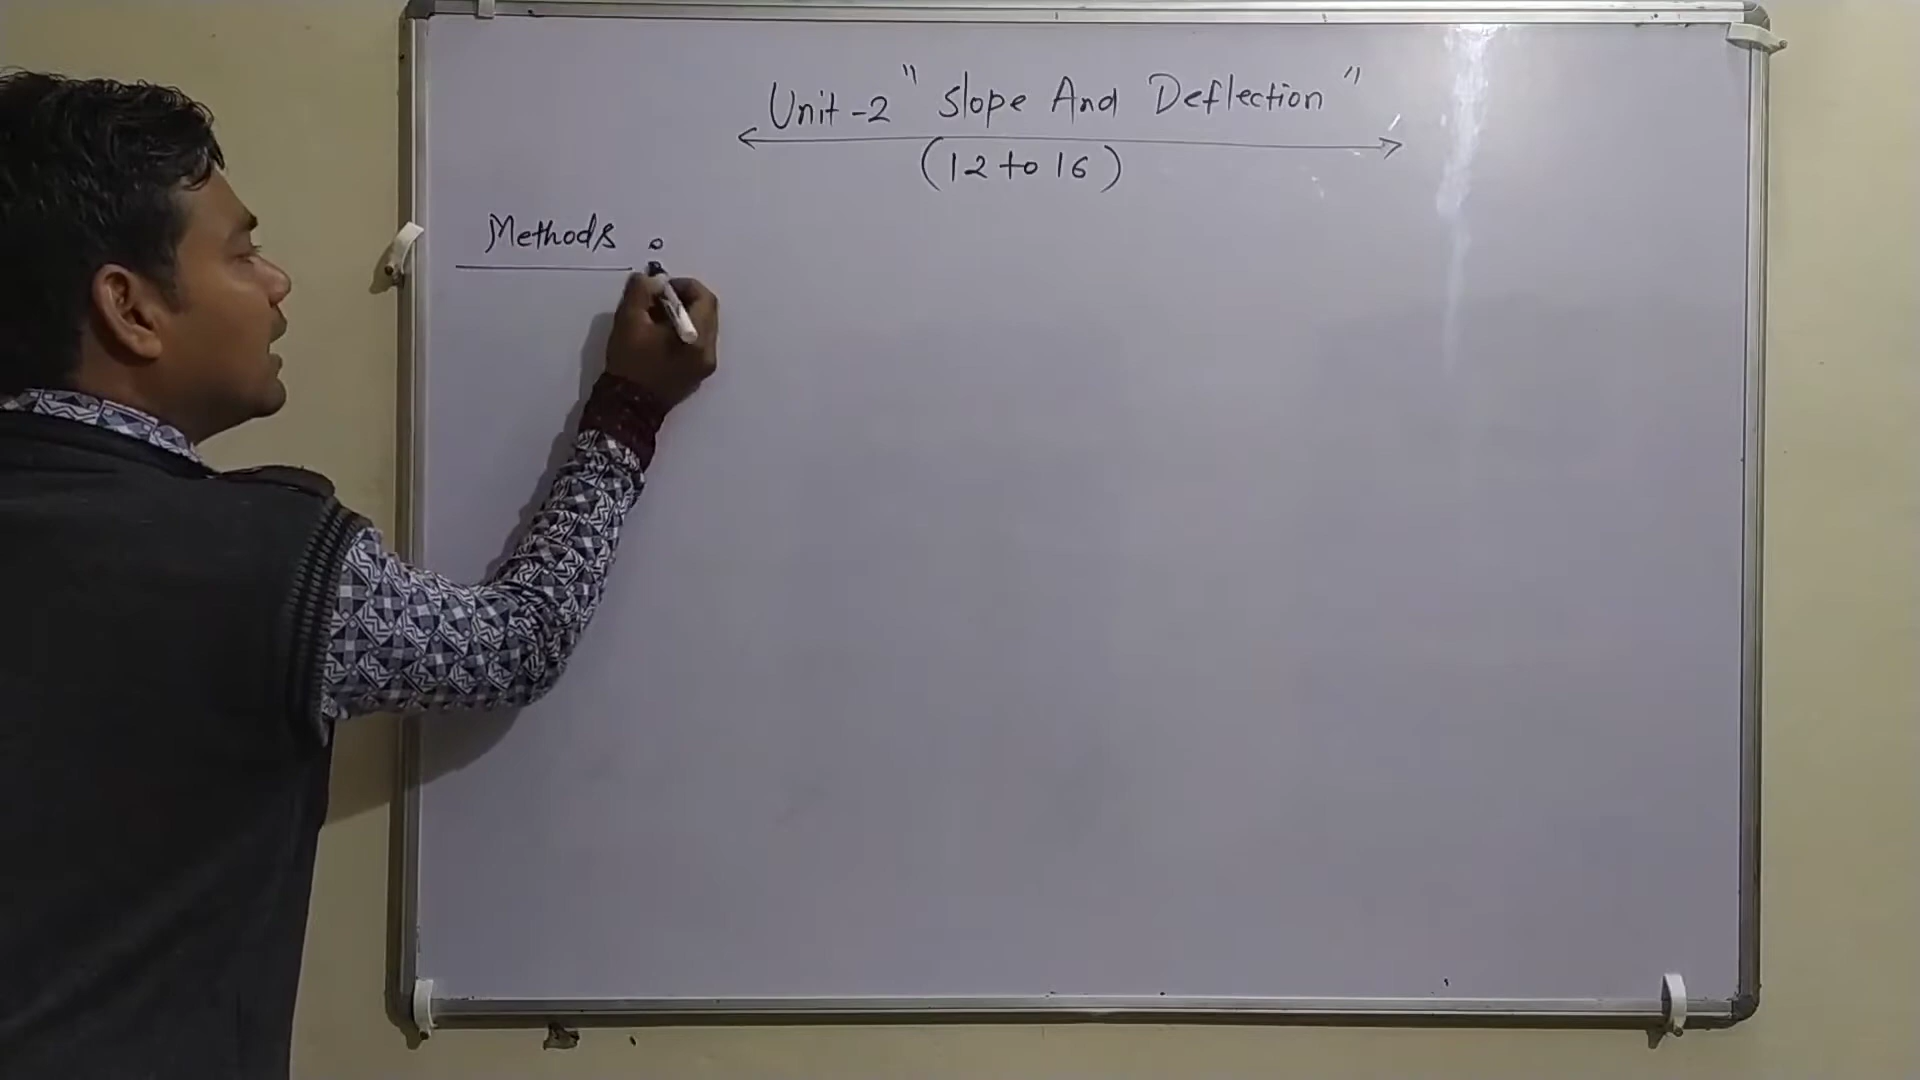 Unit-2 "Slope And Deflection"
(12 to 16)
Methods :